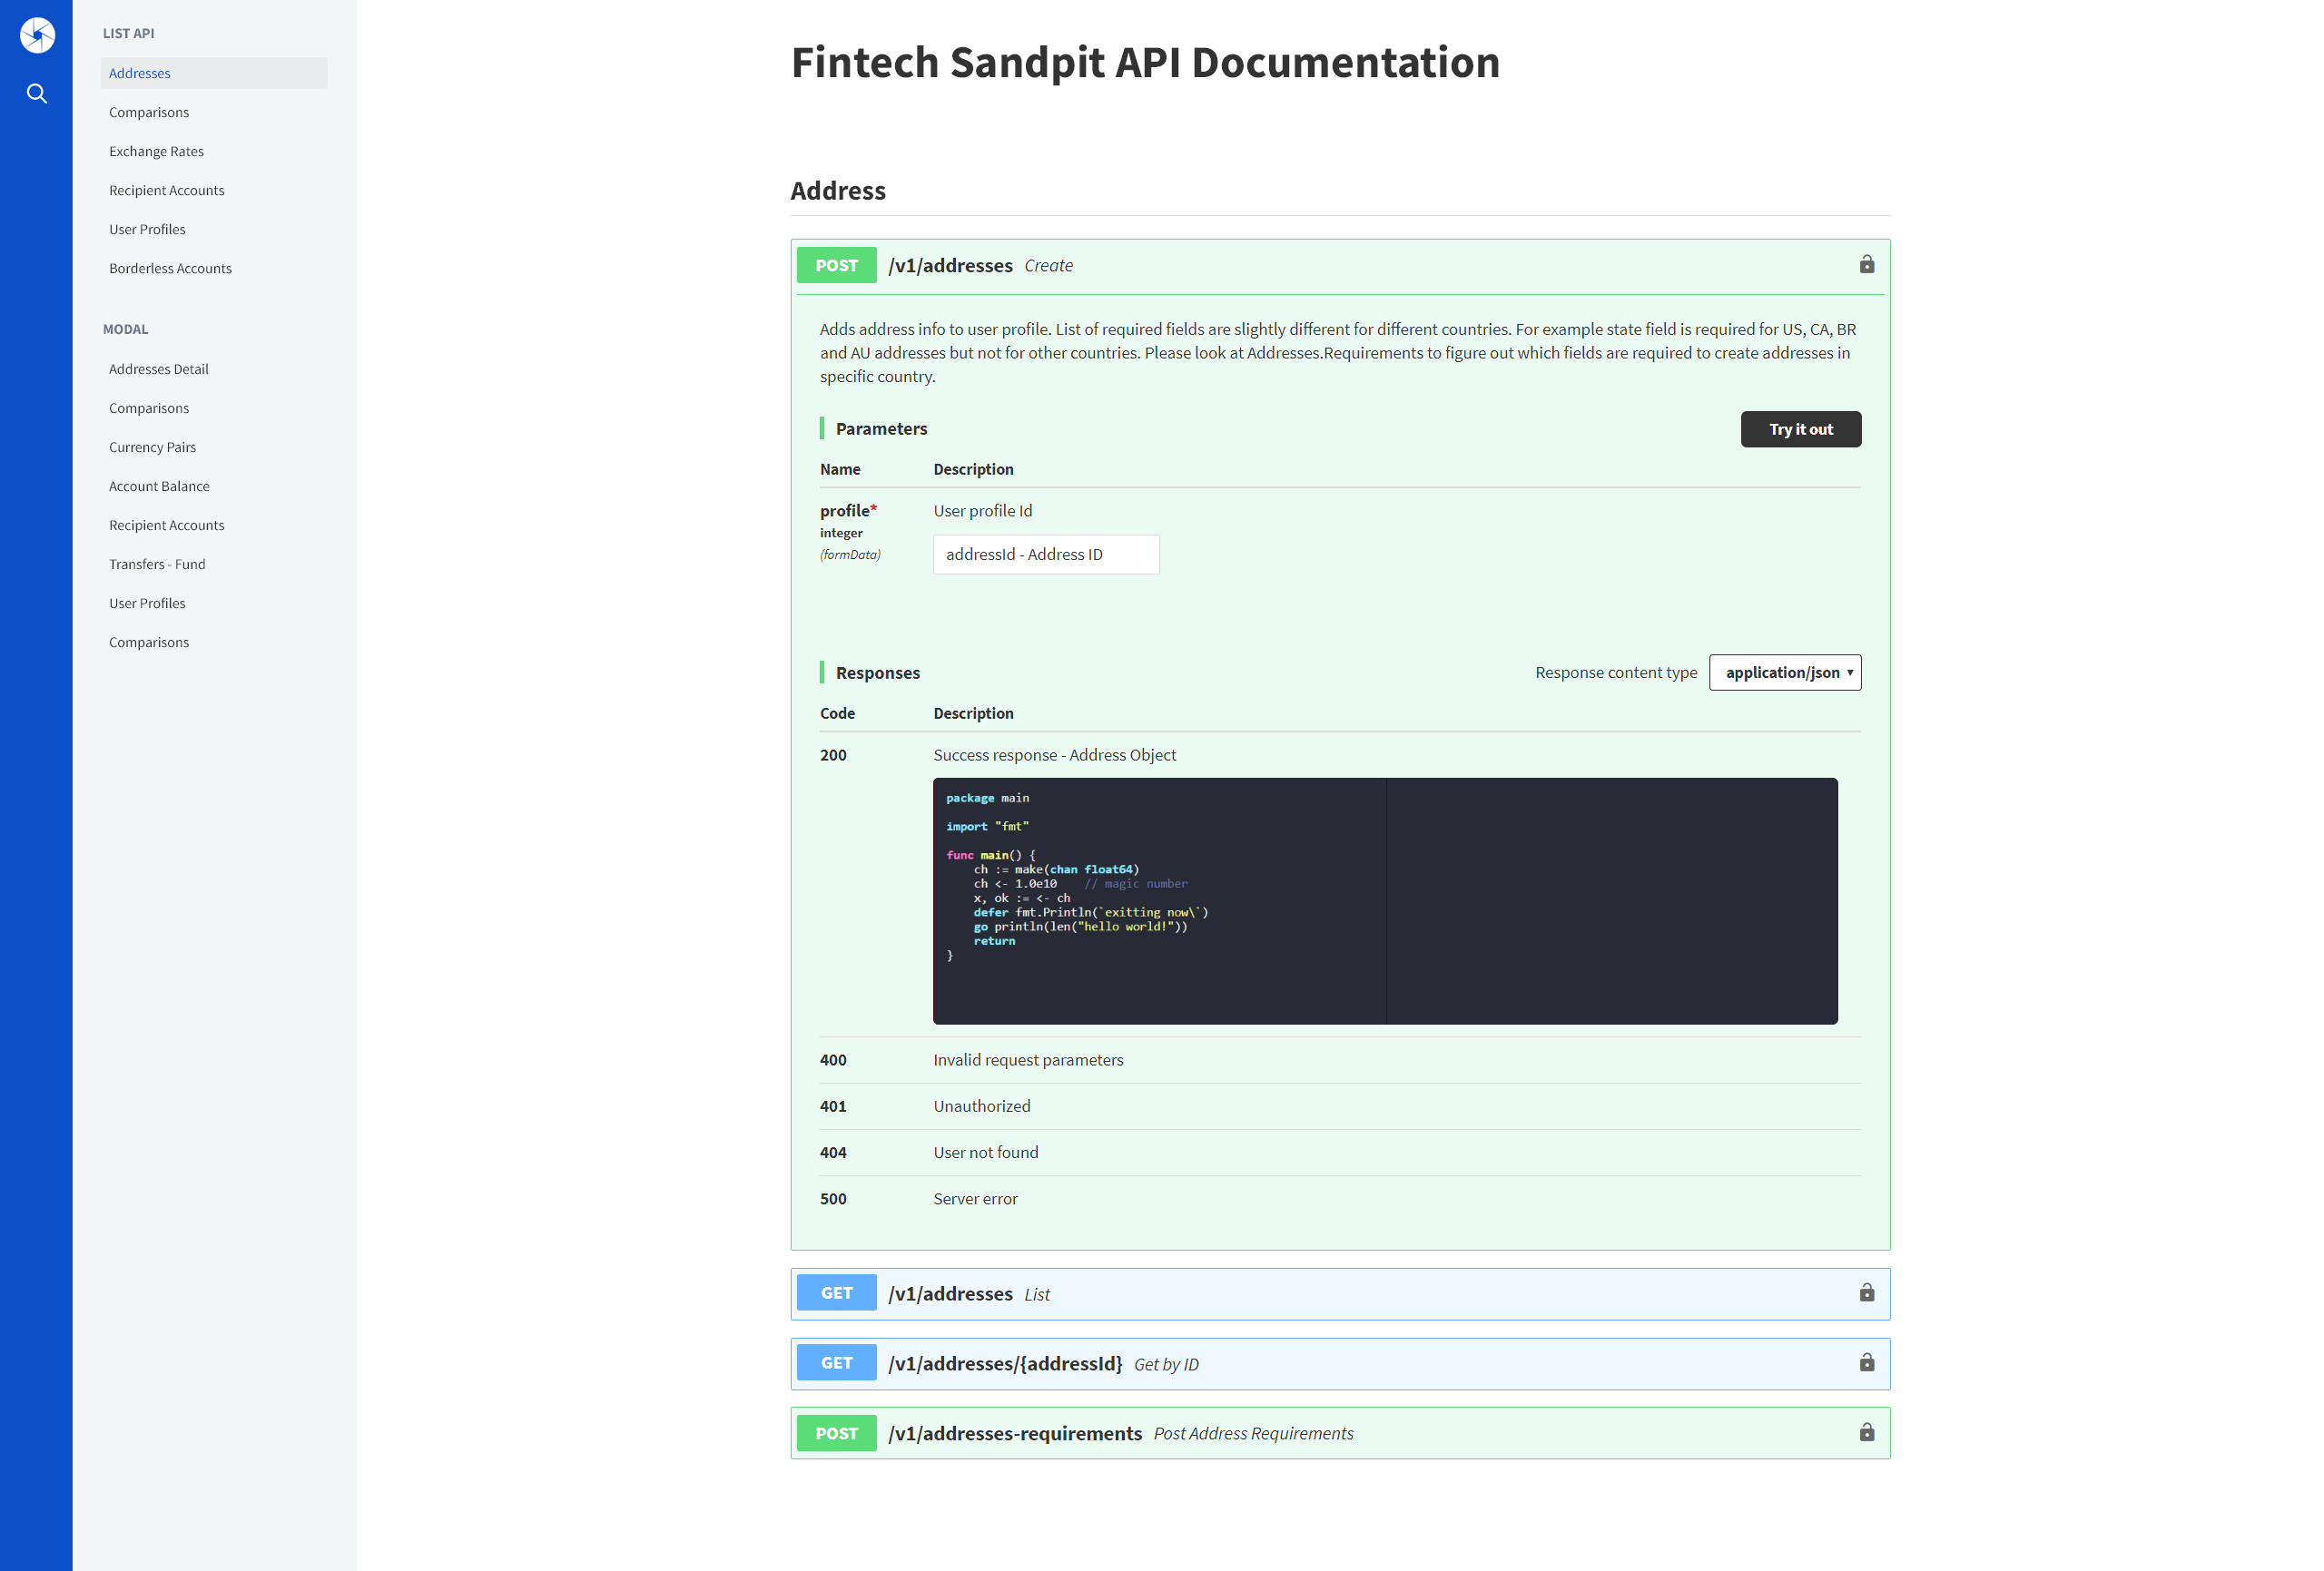 LIST API
Addresses
Comparisons
Exchange Rates
Recipient Accounts
User Profiles
Borderless Accounts
MODAL
Addresses Detail
Comparisons
Currency Pairs
Account Balance
Recipient Accounts
Transfers - Fund
User Profiles
Comparisons
Fintech Sandpit API Documentation
Address
POST /v1/addresses Create
Adds address info to user profile. List of required fields are slightly different for different countries. For example state field is required for US, CA, BR
and AU addresses but not for other countries. Please look at Addresses.Requirements to figure out which fields are required to create addresses in
specific country.
Parameters Try it out
Name Description
profile* User profile Id
integer
(formData) addressId - Address ID
Responses Response content type application/json ▾
Code Description
200 Success response - Address Object
package main
import "fmt"
func main() {
    ch := make(chan float64)
    ch <- 1.0e10    // magic number
    x, ok := <- ch
    defer fmt.Println(`exitting now\`)
    go println(len("hello world!"))
    return
}
400 Invalid request parameters
401 Unauthorized
404 User not found
500 Server error
GET /v1/addresses List
GET /v1/addresses/{addressId} Get by ID
POST /v1/addresses-requirements Post Address Requirements